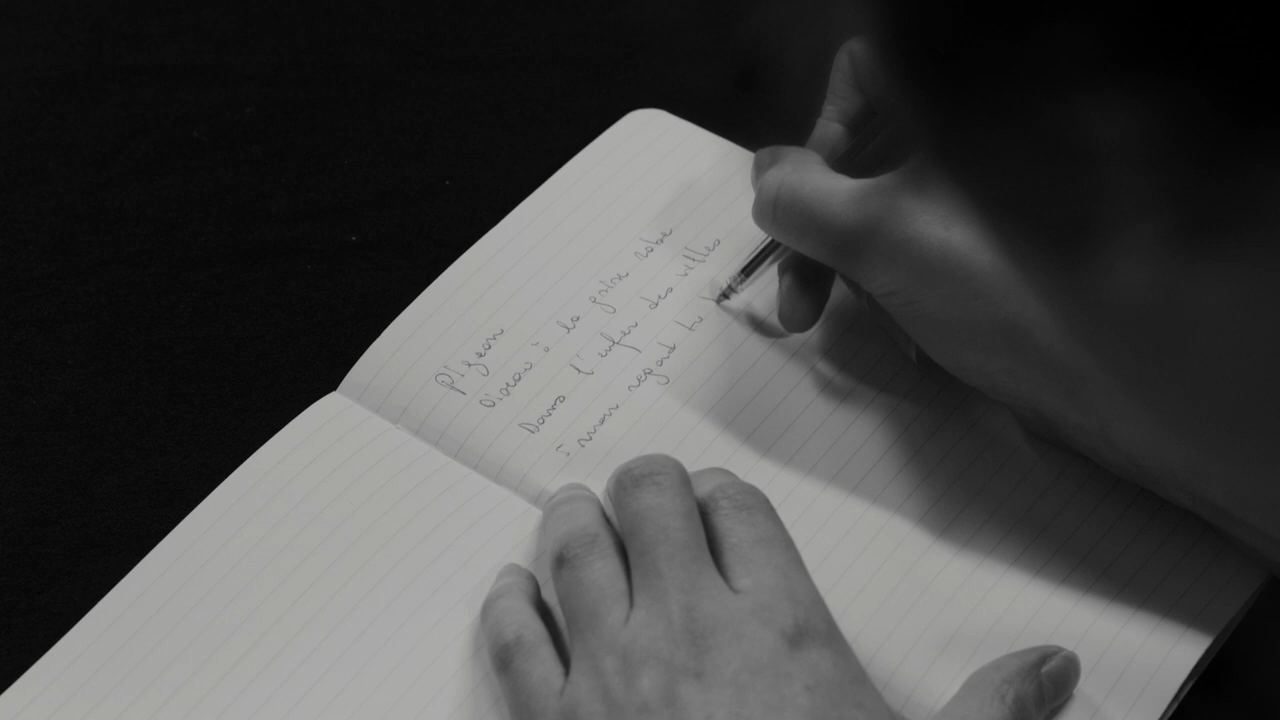 Pigeon
Oiseau à la grise robe
Dans l'enfer des villes
à mon regard tu